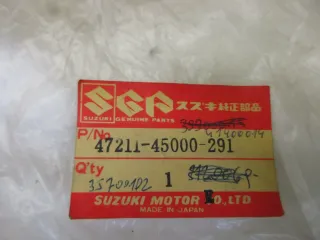 SGP スズキ純正部品
SUZUKI GENUINE PARTS
P/No.
47211-45000-291
Q'ty 1
35700102
SUZUKI MOTOR CO., LTD
MADE IN JAPAN